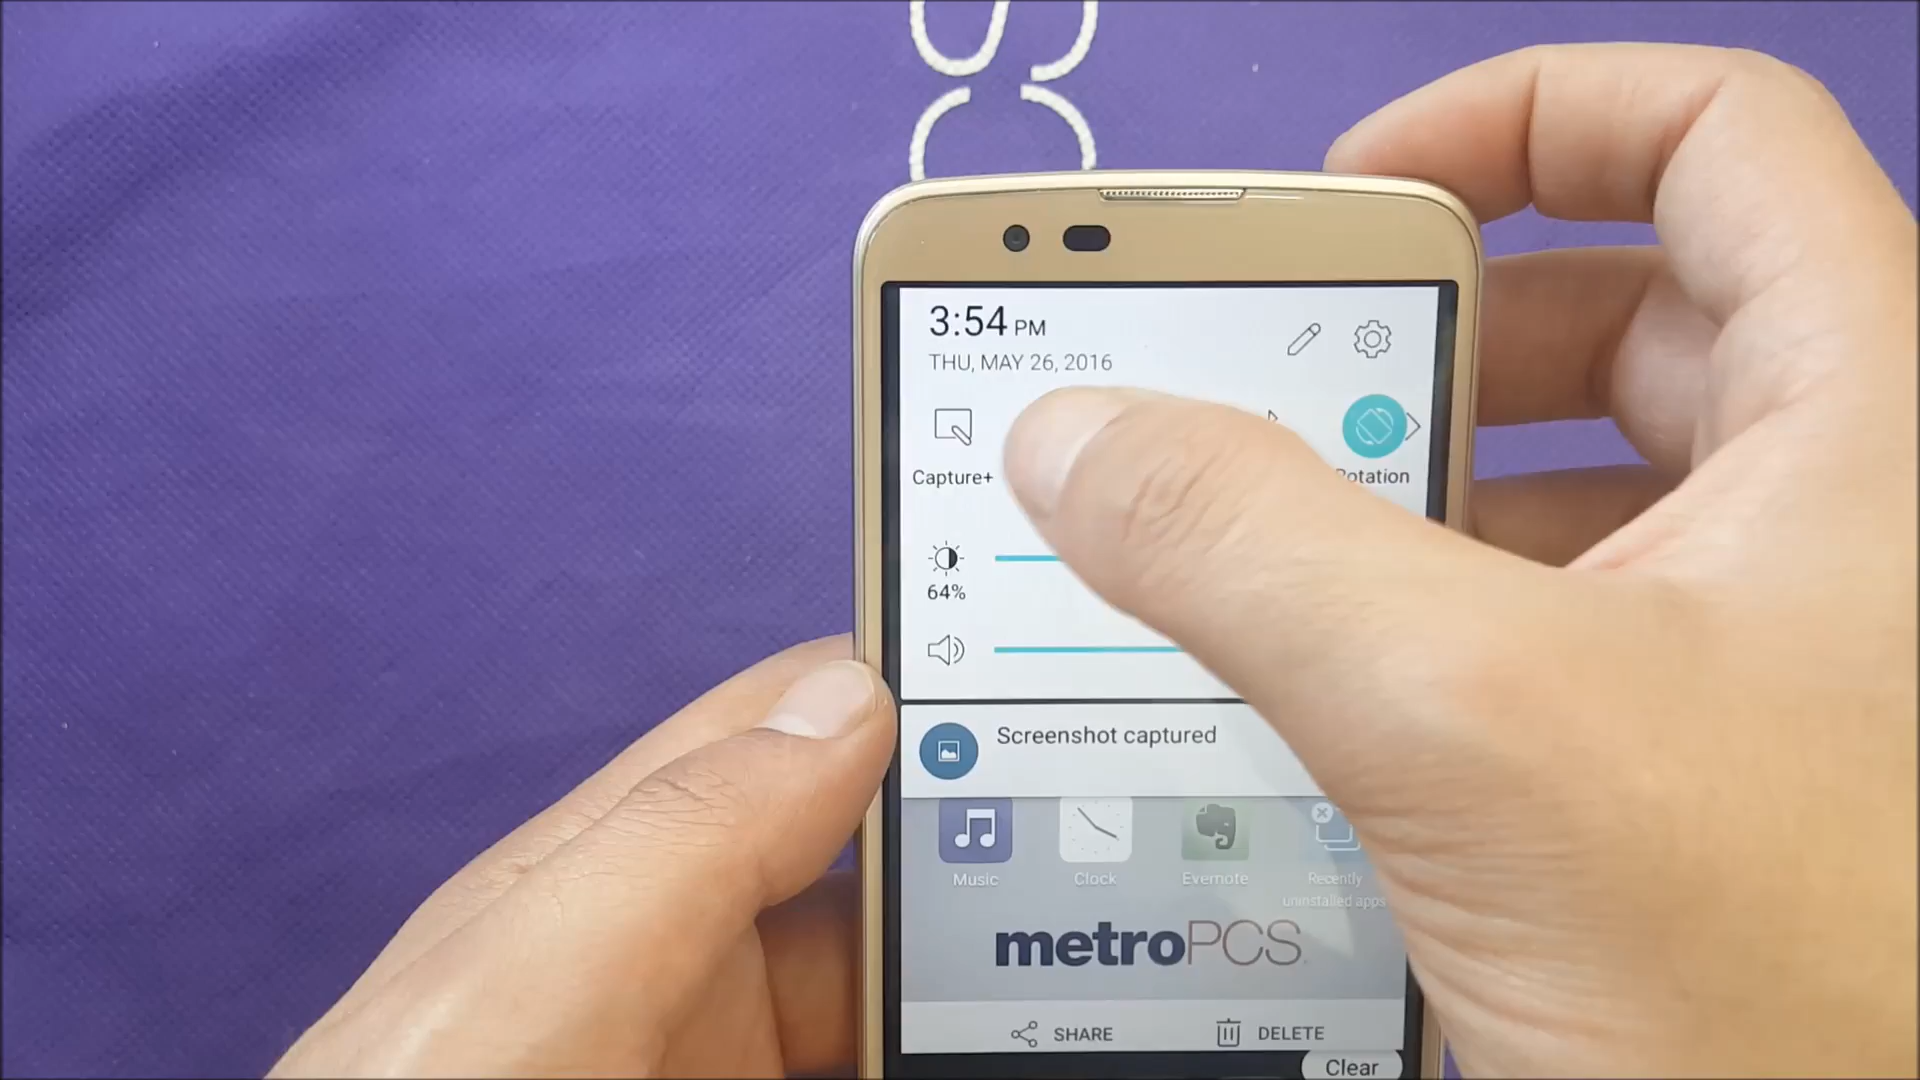 3:54 PM
THU, MAY 26, 2016
Capture+
Rotation
64%
Screenshot captured
Music Clock Evernote Recently
uninstalled apps
metroPCS
SHARE DELETE
Clear